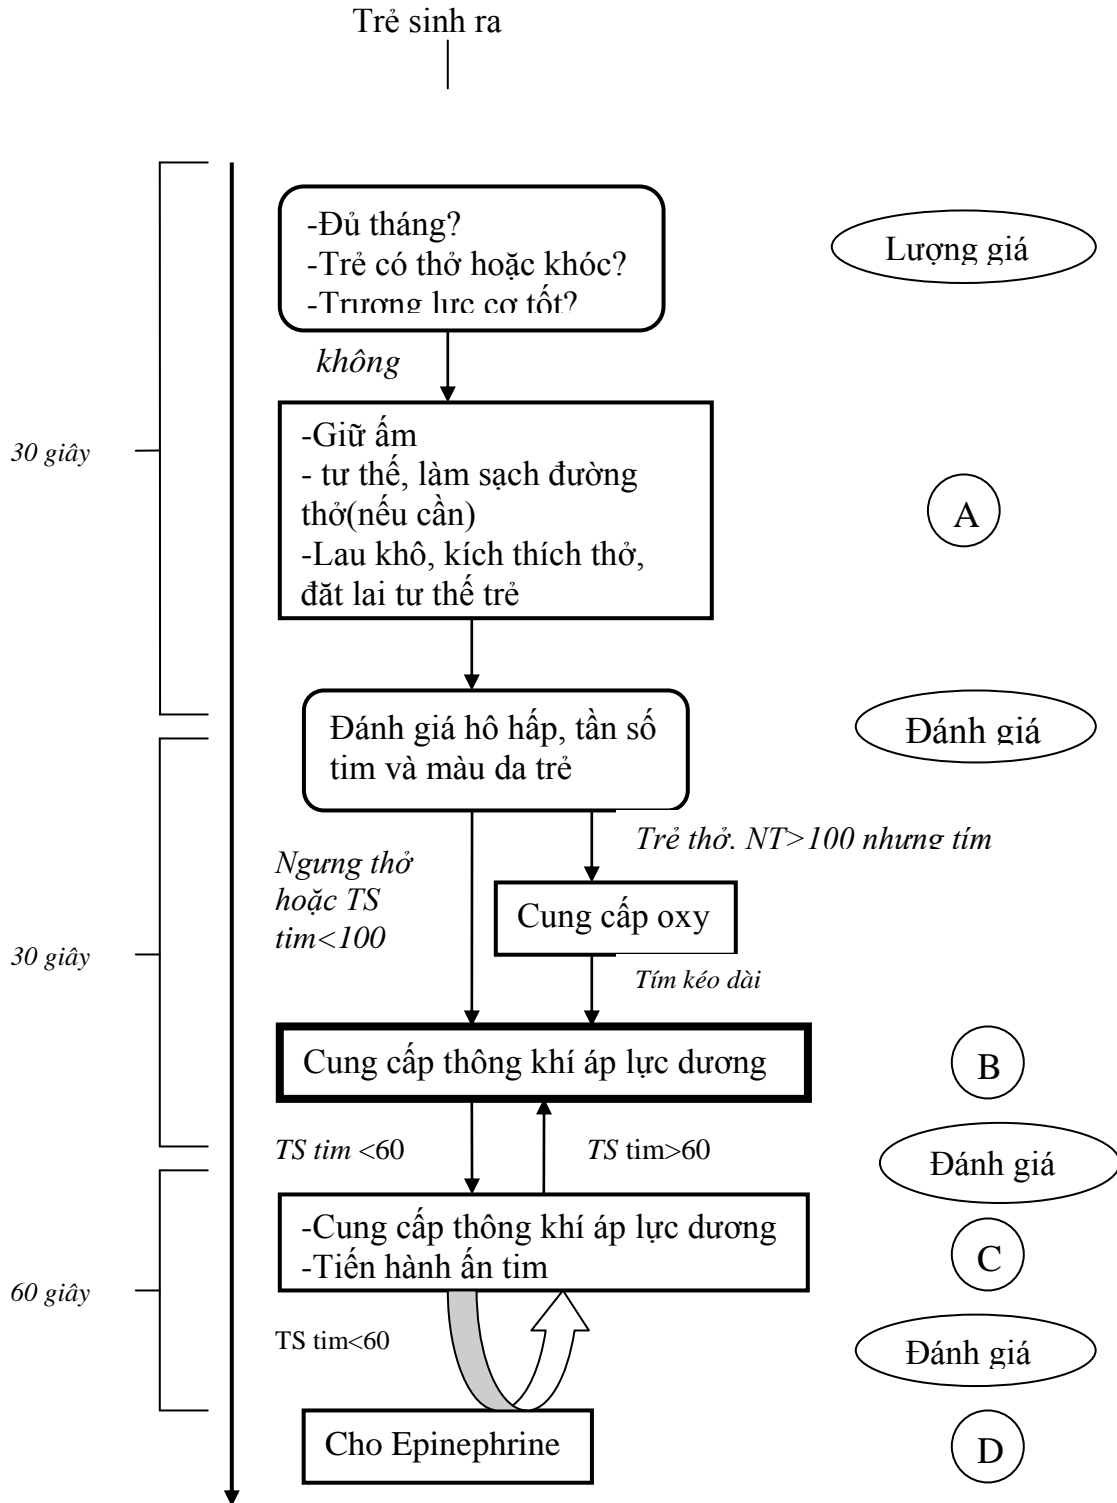 Trẻ sinh ra
-Đủ tháng?
-Trẻ có thở hoặc khóc?
-Trương lực cơ tốt?
Lượng giá
không
30 giây
-Giữ ấm
- tư thế, làm sạch đường
thở(nếu cần)
-Lau khô, kích thích thở,
đặt lại tư thế trẻ
A
Đánh giá hô hấp, tần số
tim và màu da trẻ
Đánh giá
Trẻ thở, NT>100 nhưng tím
Ngưng thở
hoặc TS
tim<100
Cung cấp oxy
30 giây
Tím kéo dài
Cung cấp thông khí áp lực dương
B
TS tim <60
TS tim>60
Đánh giá
-Cung cấp thông khí áp lực dương
-Tiến hành ấn tim
C
60 giây
TS tim<60
Đánh giá
Cho Epinephrine
D